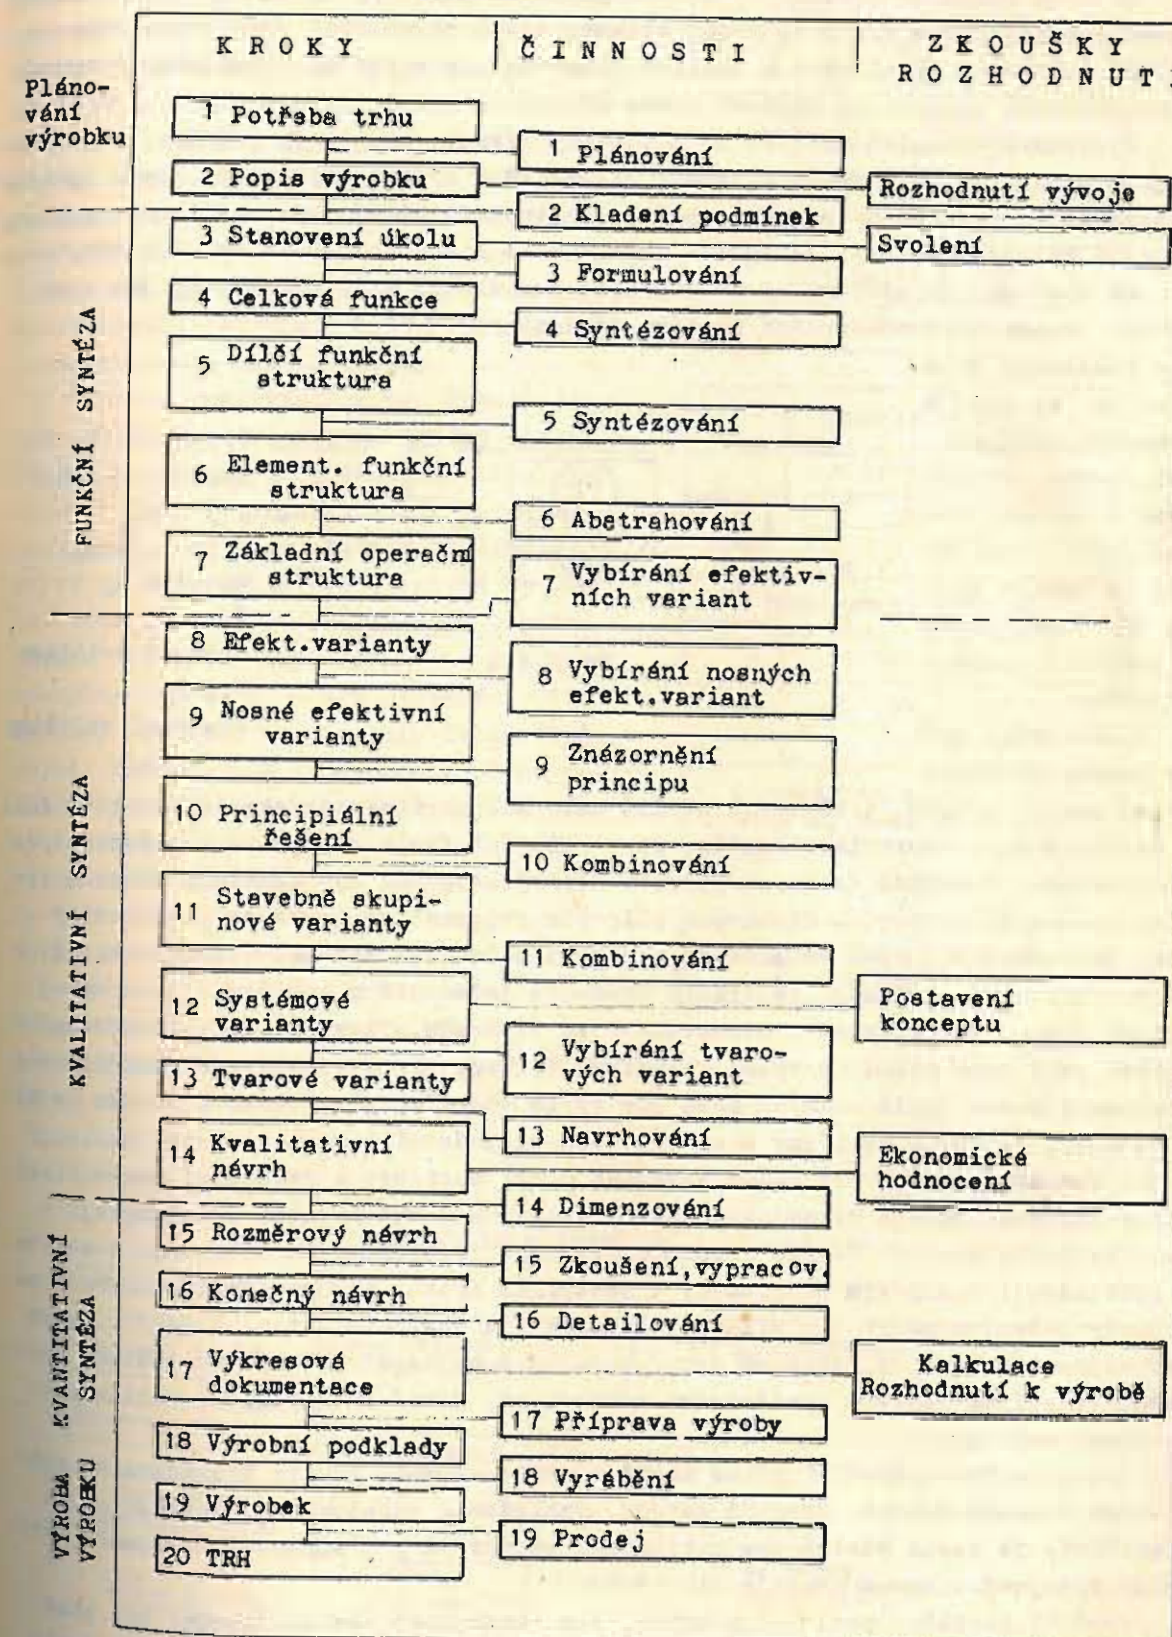 KROKY
ČINNOSTI
ZKOUŠKY
ROZHODNUTÍ
Pláno-
vání
výrobku
1 Potřeba trhu
1 Plánování
2 Popis výrobku
Rozhodnutí vývoje
2 Kladení podmínek
3 Stanovení úkolu
Svolení
3 Formulování
FUNKČNÍ SYNTÉZA
4 Celková funkce
4 Syntézování
5 Dílčí funkční
struktura
5 Syntézování
6 Element. funkční
struktura
6 Abstrahování
7 Základní operační
struktura
7 Vybírání efektiv-
ních variant
KVALITATIVNÍ SYNTÉZA
8 Efekt.varianty
8 Vybírání nosných
efekt.variant
9 Nosné efektivní
varianty
9 Znázornění
principu
10 Principiální
řešení
10 Kombinování
11 Stavebně skupi-
nové varianty
11 Kombinování
12 Systémové
varianty
Postavení
konceptu
12 Vybírání tvaro-
vých variant
13 Tvarové varianty
13 Navrhování
14 Kvalitativní
návrh
Ekonomické
hodnocení
KVANTITATIVNÍ
SYNTÉZA
14 Dimenzování
15 Rozměrový návrh
15 Zkoušení,vypracov.
16 Konečný návrh
16 Detailování
17 Výkresová
dokumentace
Kalkulace
Rozhodnutí k výrobě
17 Příprava výroby
VÝROBA
VÝROBKU
18 Výrobní podklady
18 Vyrábění
19 Výrobek
19 Prodej
20 TRH